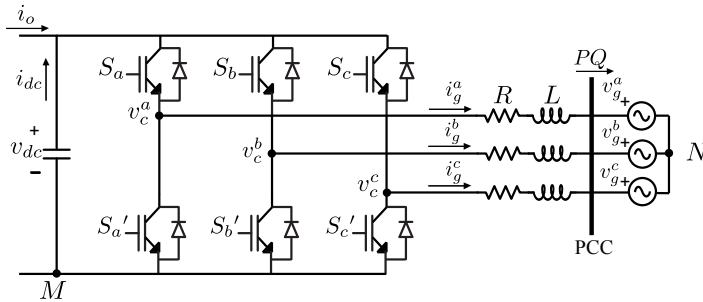 i_o
PQ
S_a
S_b
S_c
i_dc
i_g^a
R
L
v_g^a
+
v_c^a
+
v_dc
-
i_g^b
v_g^b
+
v_c^b
N
i_g^c
v_g^c
+
v_c^c
S_a'
S_b'
S_c'
PCC
M